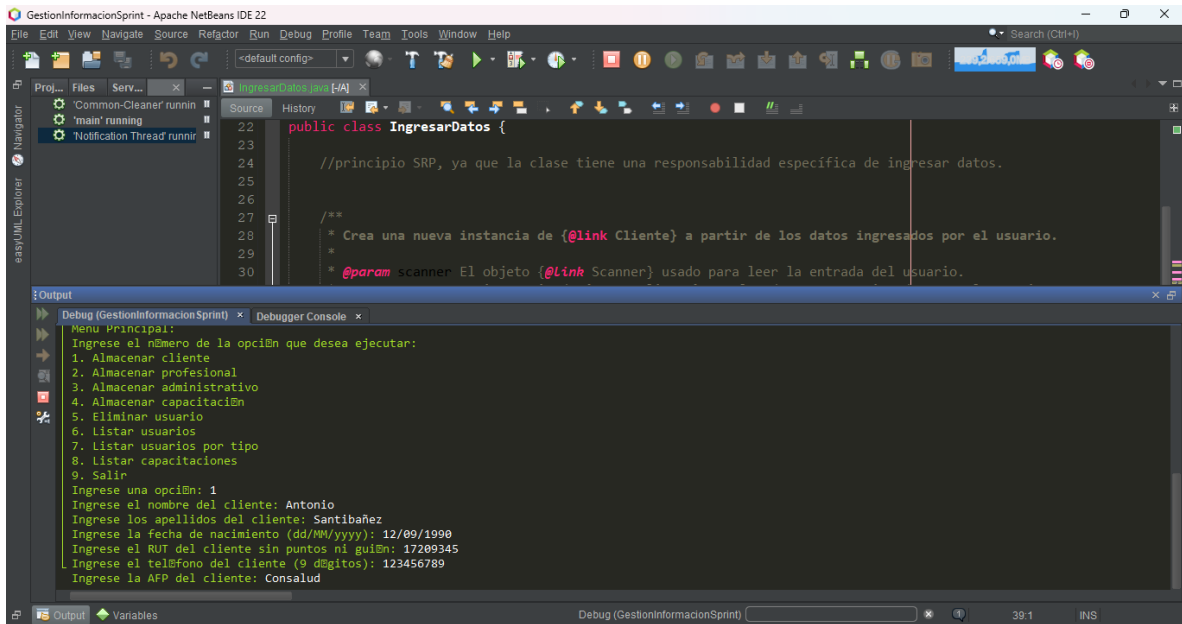 GestionInformacionSprint - Apache NetBeans IDE 22
File Edit View Navigate Source Refactor Run Debug Profile Team Tools Window Help
Search (Ctrl+I)
<default config>
Proj... Files Serv...
IngresarDatos.java [-/A]
Navigator
easyUML Explorer
'Common-Cleaner' runnin
'main' running
'Notification Thread' runnir
Source History
22 public class IngresarDatos {
23
24 //principio SRP, ya que la clase tiene una responsabilidad específica de ingresar datos.
25
26
27 /**
28 * Crea una nueva instancia de {@link Cliente} a partir de los datos ingresados por el usuario.
29 *
30 * @param scanner El objeto {@link Scanner} usado para leer la entrada del usuario.
Output
Debug (GestionInformacionSprint) Debugger Console
Menu Principal:
Ingrese el n�mero de la opci�n que desea ejecutar:
1. Almacenar cliente
2. Almacenar profesional
3. Almacenar administrativo
4. Almacenar capacitaci�n
5. Eliminar usuario
6. Listar usuarios
7. Listar usuarios por tipo
8. Listar capacitaciones
9. Salir
Ingrese una opci�n: 1
Ingrese el nombre del cliente: Antonio
Ingrese los apellidos del cliente: Santibañez
Ingrese la fecha de nacimiento (dd/MM/yyyy): 12/09/1990
Ingrese el RUT del cliente sin puntos ni gui�n: 17209345
Ingrese el tel�fono del cliente (9 d�gitos): 123456789
Ingrese la AFP del cliente: Consalud
Output Variables
Debug (GestionInformacionSprint)
1
39:1
INS